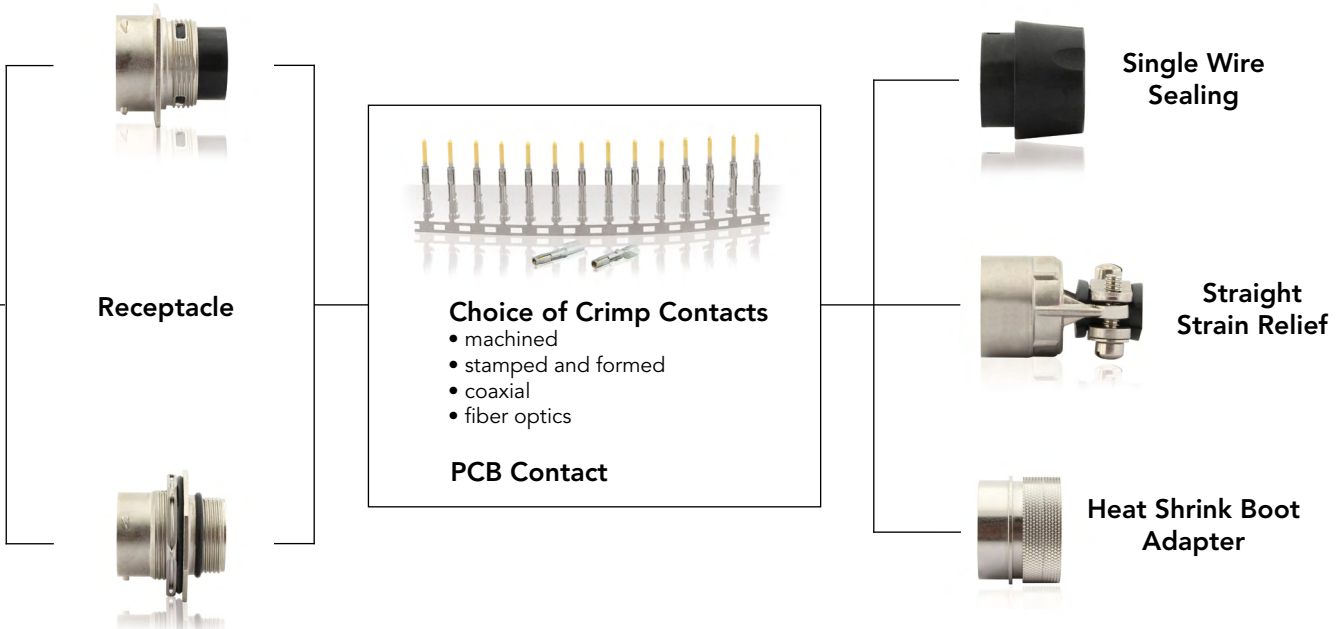 Receptacle
Choice of Crimp Contacts
• machined
• stamped and formed
• coaxial
• fiber optics
PCB Contact
Single Wire
Sealing
Straight
Strain Relief
Heat Shrink Boot
Adapter